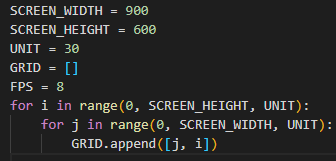 SCREEN_WIDTH = 900
SCREEN_HEIGHT = 600
UNIT = 30
GRID = []
FPS = 8
for i in range(0, SCREEN_HEIGHT, UNIT):
    for j in range(0, SCREEN_WIDTH, UNIT):
        GRID.append([j, i])